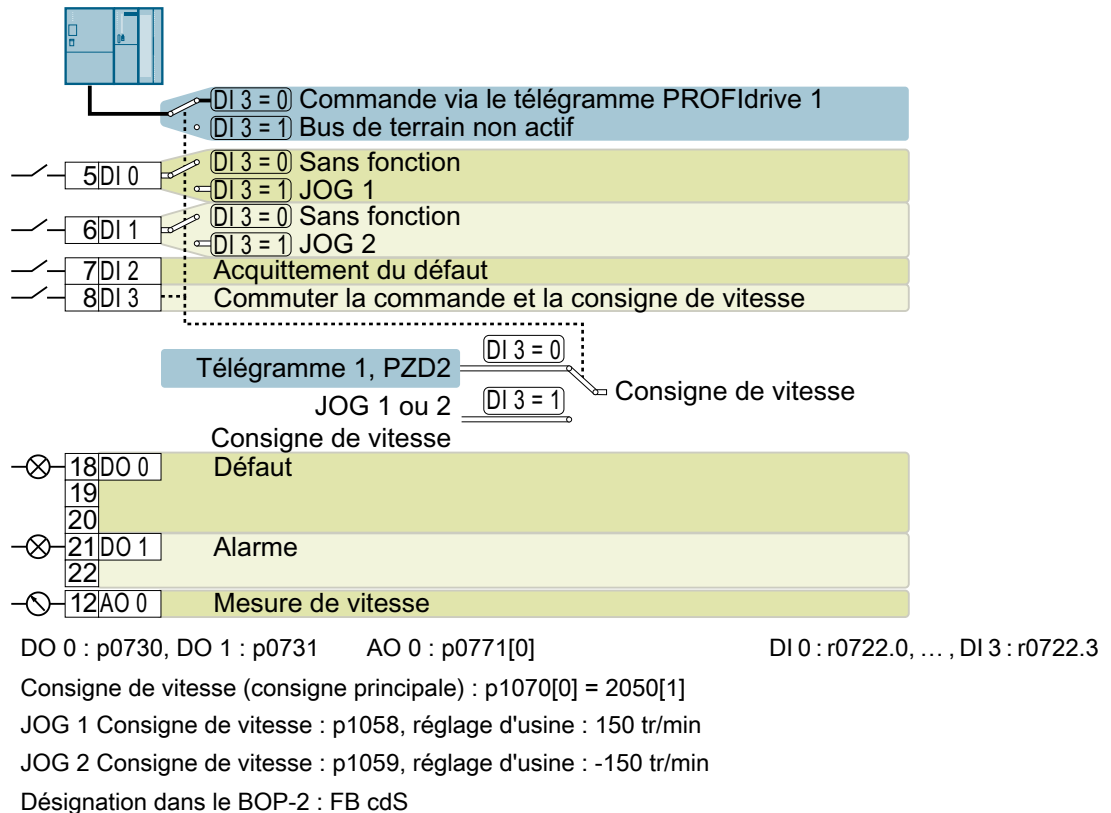 DI 3 = 0 Commande via le télégramme PROFIdrive 1
DI 3 = 1 Bus de terrain non actif
5 DI 0 DI 3 = 0 Sans fonction
DI 3 = 1 JOG 1
6 DI 1 DI 3 = 0 Sans fonction
DI 3 = 1 JOG 2
7 DI 2 Acquittement du défaut
8 DI 3 Commuter la commande et la consigne de vitesse
Télégramme 1, PZD2 DI 3 = 0
Consigne de vitesse
JOG 1 ou 2 DI 3 = 1
Consigne de vitesse
18 DO 0 Défaut
19
20
21 DO 1 Alarme
22
12 AO 0 Mesure de vitesse
DO 0 : p0730, DO 1 : p0731 AO 0 : p0771[0] DI 0 : r0722.0, … , DI 3 : r0722.3
Consigne de vitesse (consigne principale) : p1070[0] = 2050[1]
JOG 1 Consigne de vitesse : p1058, réglage d'usine : 150 tr/min
JOG 2 Consigne de vitesse : p1059, réglage d'usine : -150 tr/min
Désignation dans le BOP-2 : FB cdS